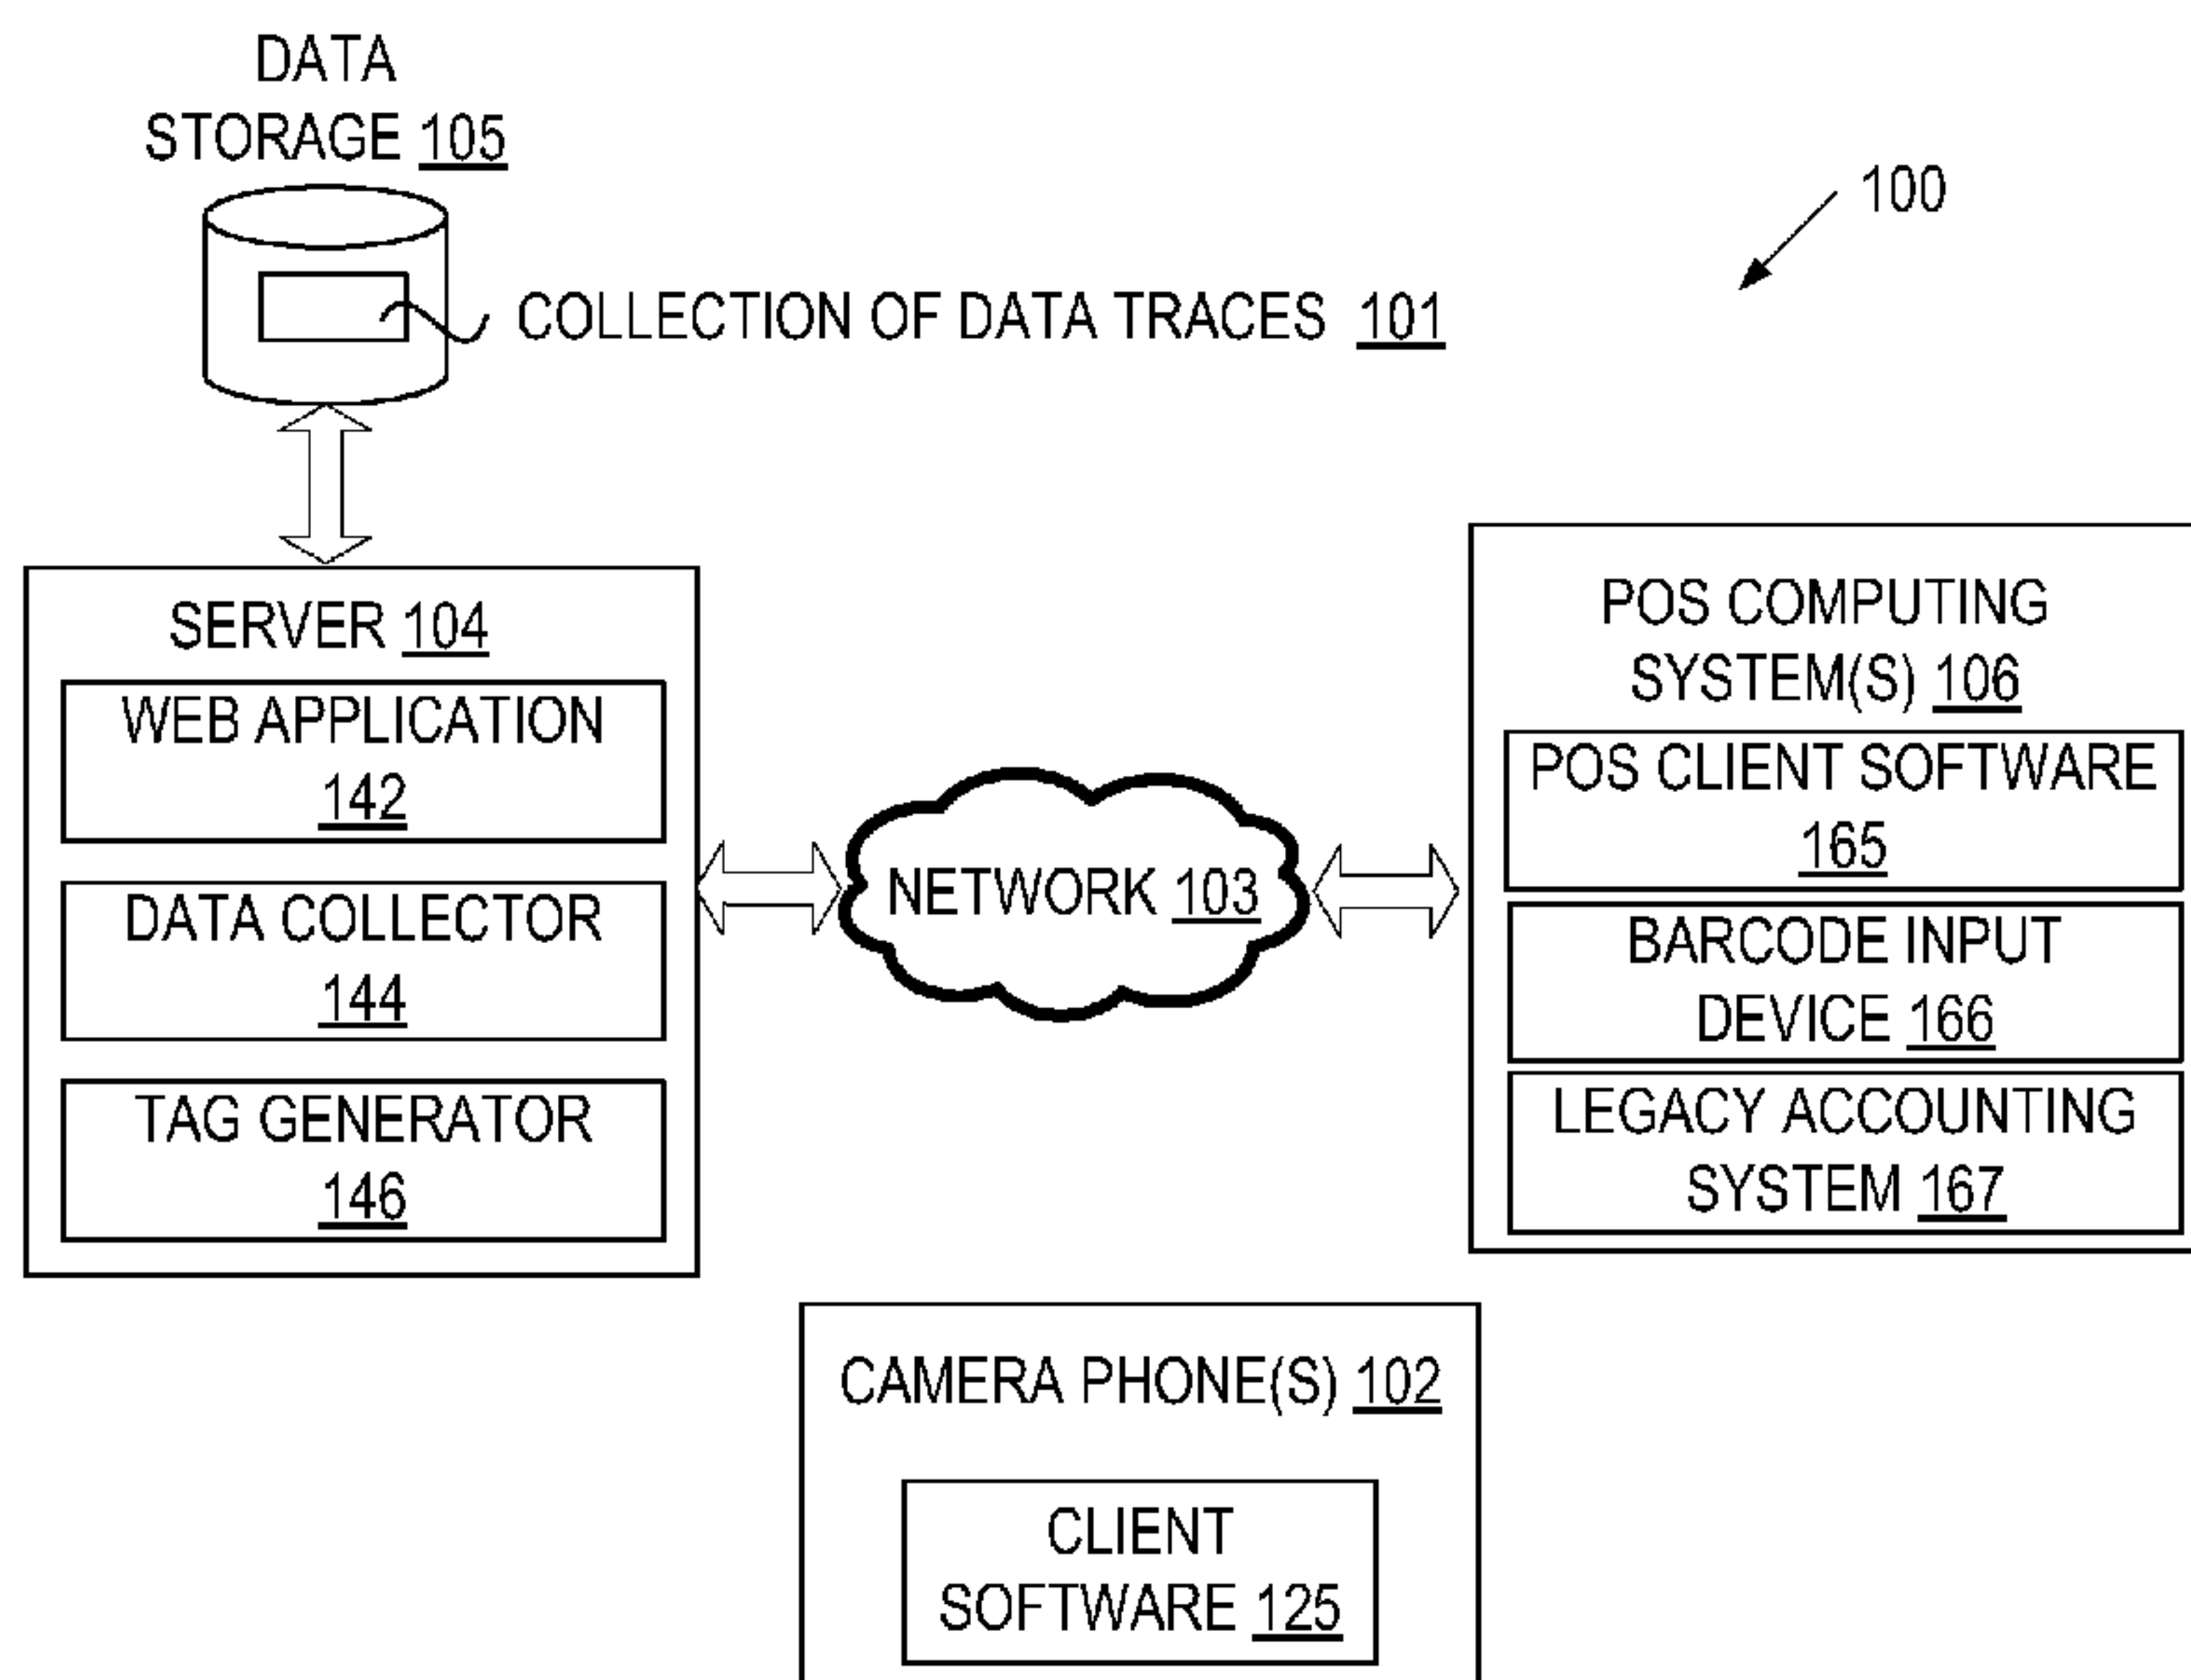 DATA
STORAGE 105
100
COLLECTION OF DATA TRACES 101
SERVER 104
WEB APPLICATION
142
DATA COLLECTOR
144
TAG GENERATOR
146
NETWORK 103
POS COMPUTING
SYSTEM(S) 106
POS CLIENT SOFTWARE
165
BARCODE INPUT
DEVICE 166
LEGACY ACCOUNTING
SYSTEM 167
CAMERA PHONE(S) 102
CLIENT
SOFTWARE 125